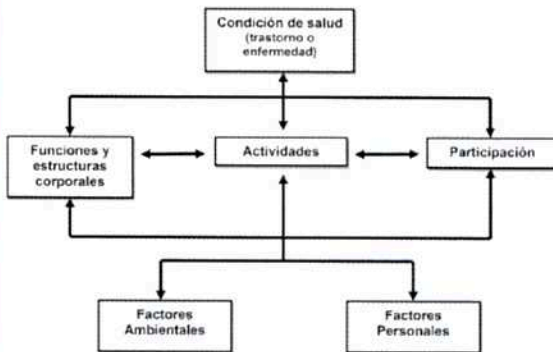 Condición de salud
(trastorno o
enfermedad)
Funciones y
estructuras
corporales
Actividades
Participación
Factores
Ambientales
Factores
Personales